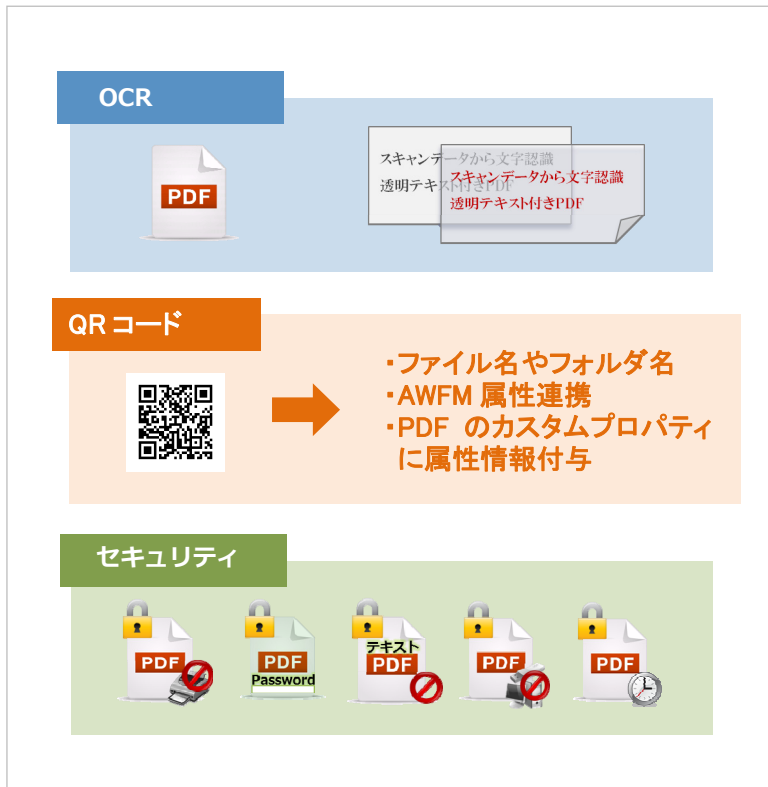 OCR
PDF
スキャンデータから文字認識
透明テキスト付きPDF
スキャンデータから文字認識
透明テキスト付きPDF
QR コード
・ファイル名やフォルダ名
・AWFM 属性連携
・PDF のカスタムプロパティ
に属性情報付与
セキュリティ
PDF
PDF
Password
テキスト
PDF
PDF
PDF